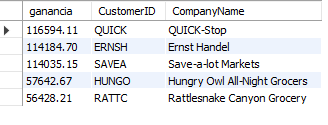 ganancia CustomerID CompanyName
116594.11 QUICK QUICK-Stop
114184.70 ERNSH Ernst Handel
114035.15 SAVEA Save-a-lot Markets
57642.67 HUNGO Hungry Owl All-Night Grocers
56428.21 RATTC Rattlesnake Canyon Grocery